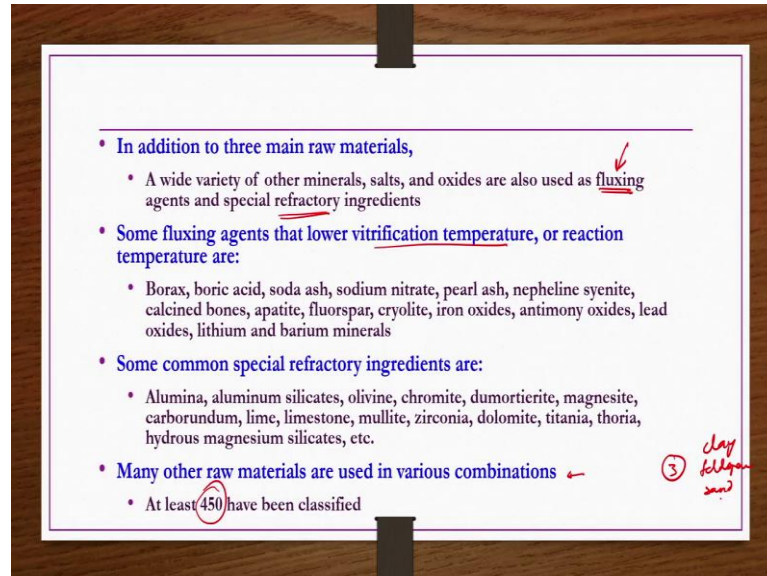 • In addition to three main raw materials,
• A wide variety of other minerals, salts, and oxides are also used as fluxing
agents and special refractory ingredients
• Some fluxing agents that lower vitrification temperature, or reaction
temperature are:
• Borax, boric acid, soda ash, sodium nitrate, pearl ash, nepheline syenite,
calcined bones, apatite, fluorspar, cryolite, iron oxides, antimony oxides, lead
oxides, lithium and barium minerals
• Some common special refractory ingredients are:
• Alumina, aluminum silicates, olivine, chromite, dumortierite, magnesite,
carborundum, lime, limestone, mullite, zirconia, dolomite, titania, thoria,
hydrous magnesium silicates, etc.
• Many other raw materials are used in various combinations
• At least 450 have been classified
clay
3
sand